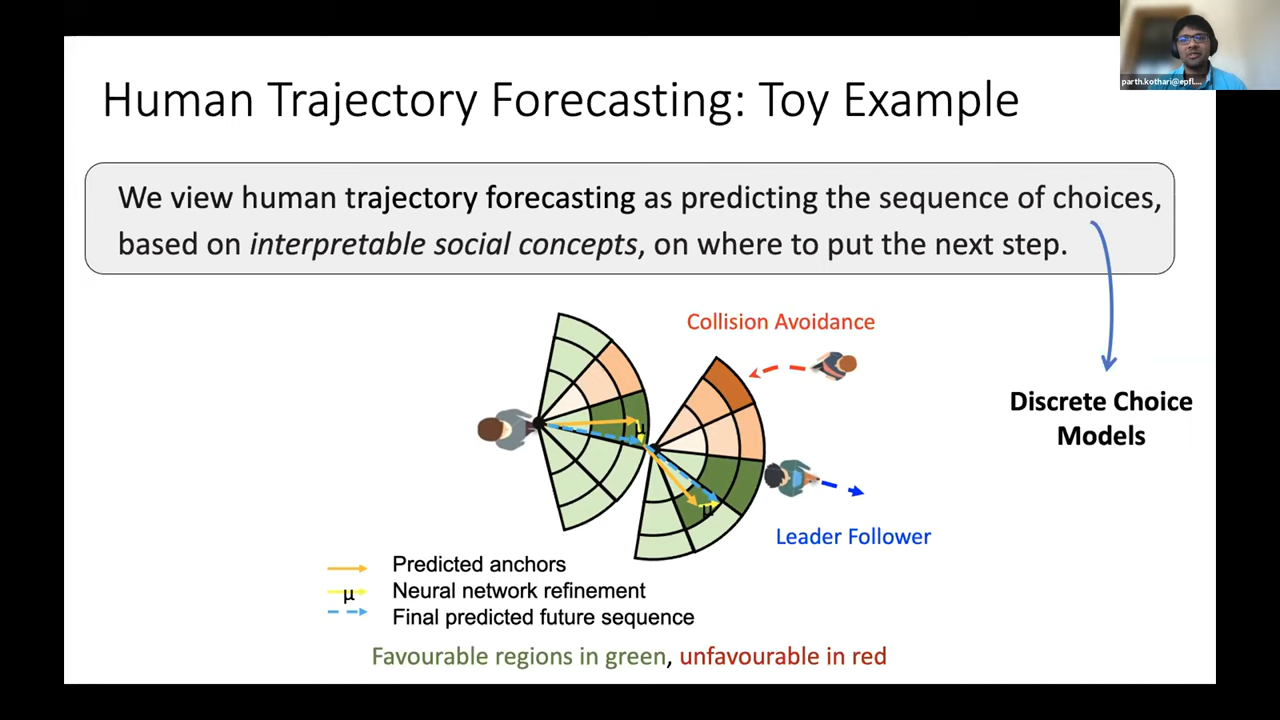 parth.kothari@epfl....
Human Trajectory Forecasting: Toy Example
We view human trajectory forecasting as predicting the sequence of choices,
based on interpretable social concepts, on where to put the next step.
Collision Avoidance
Discrete Choice
Models
μ
μ
Leader Follower
Predicted anchors
μ Neural network refinement
Final predicted future sequence
Favourable regions in green, unfavourable in red